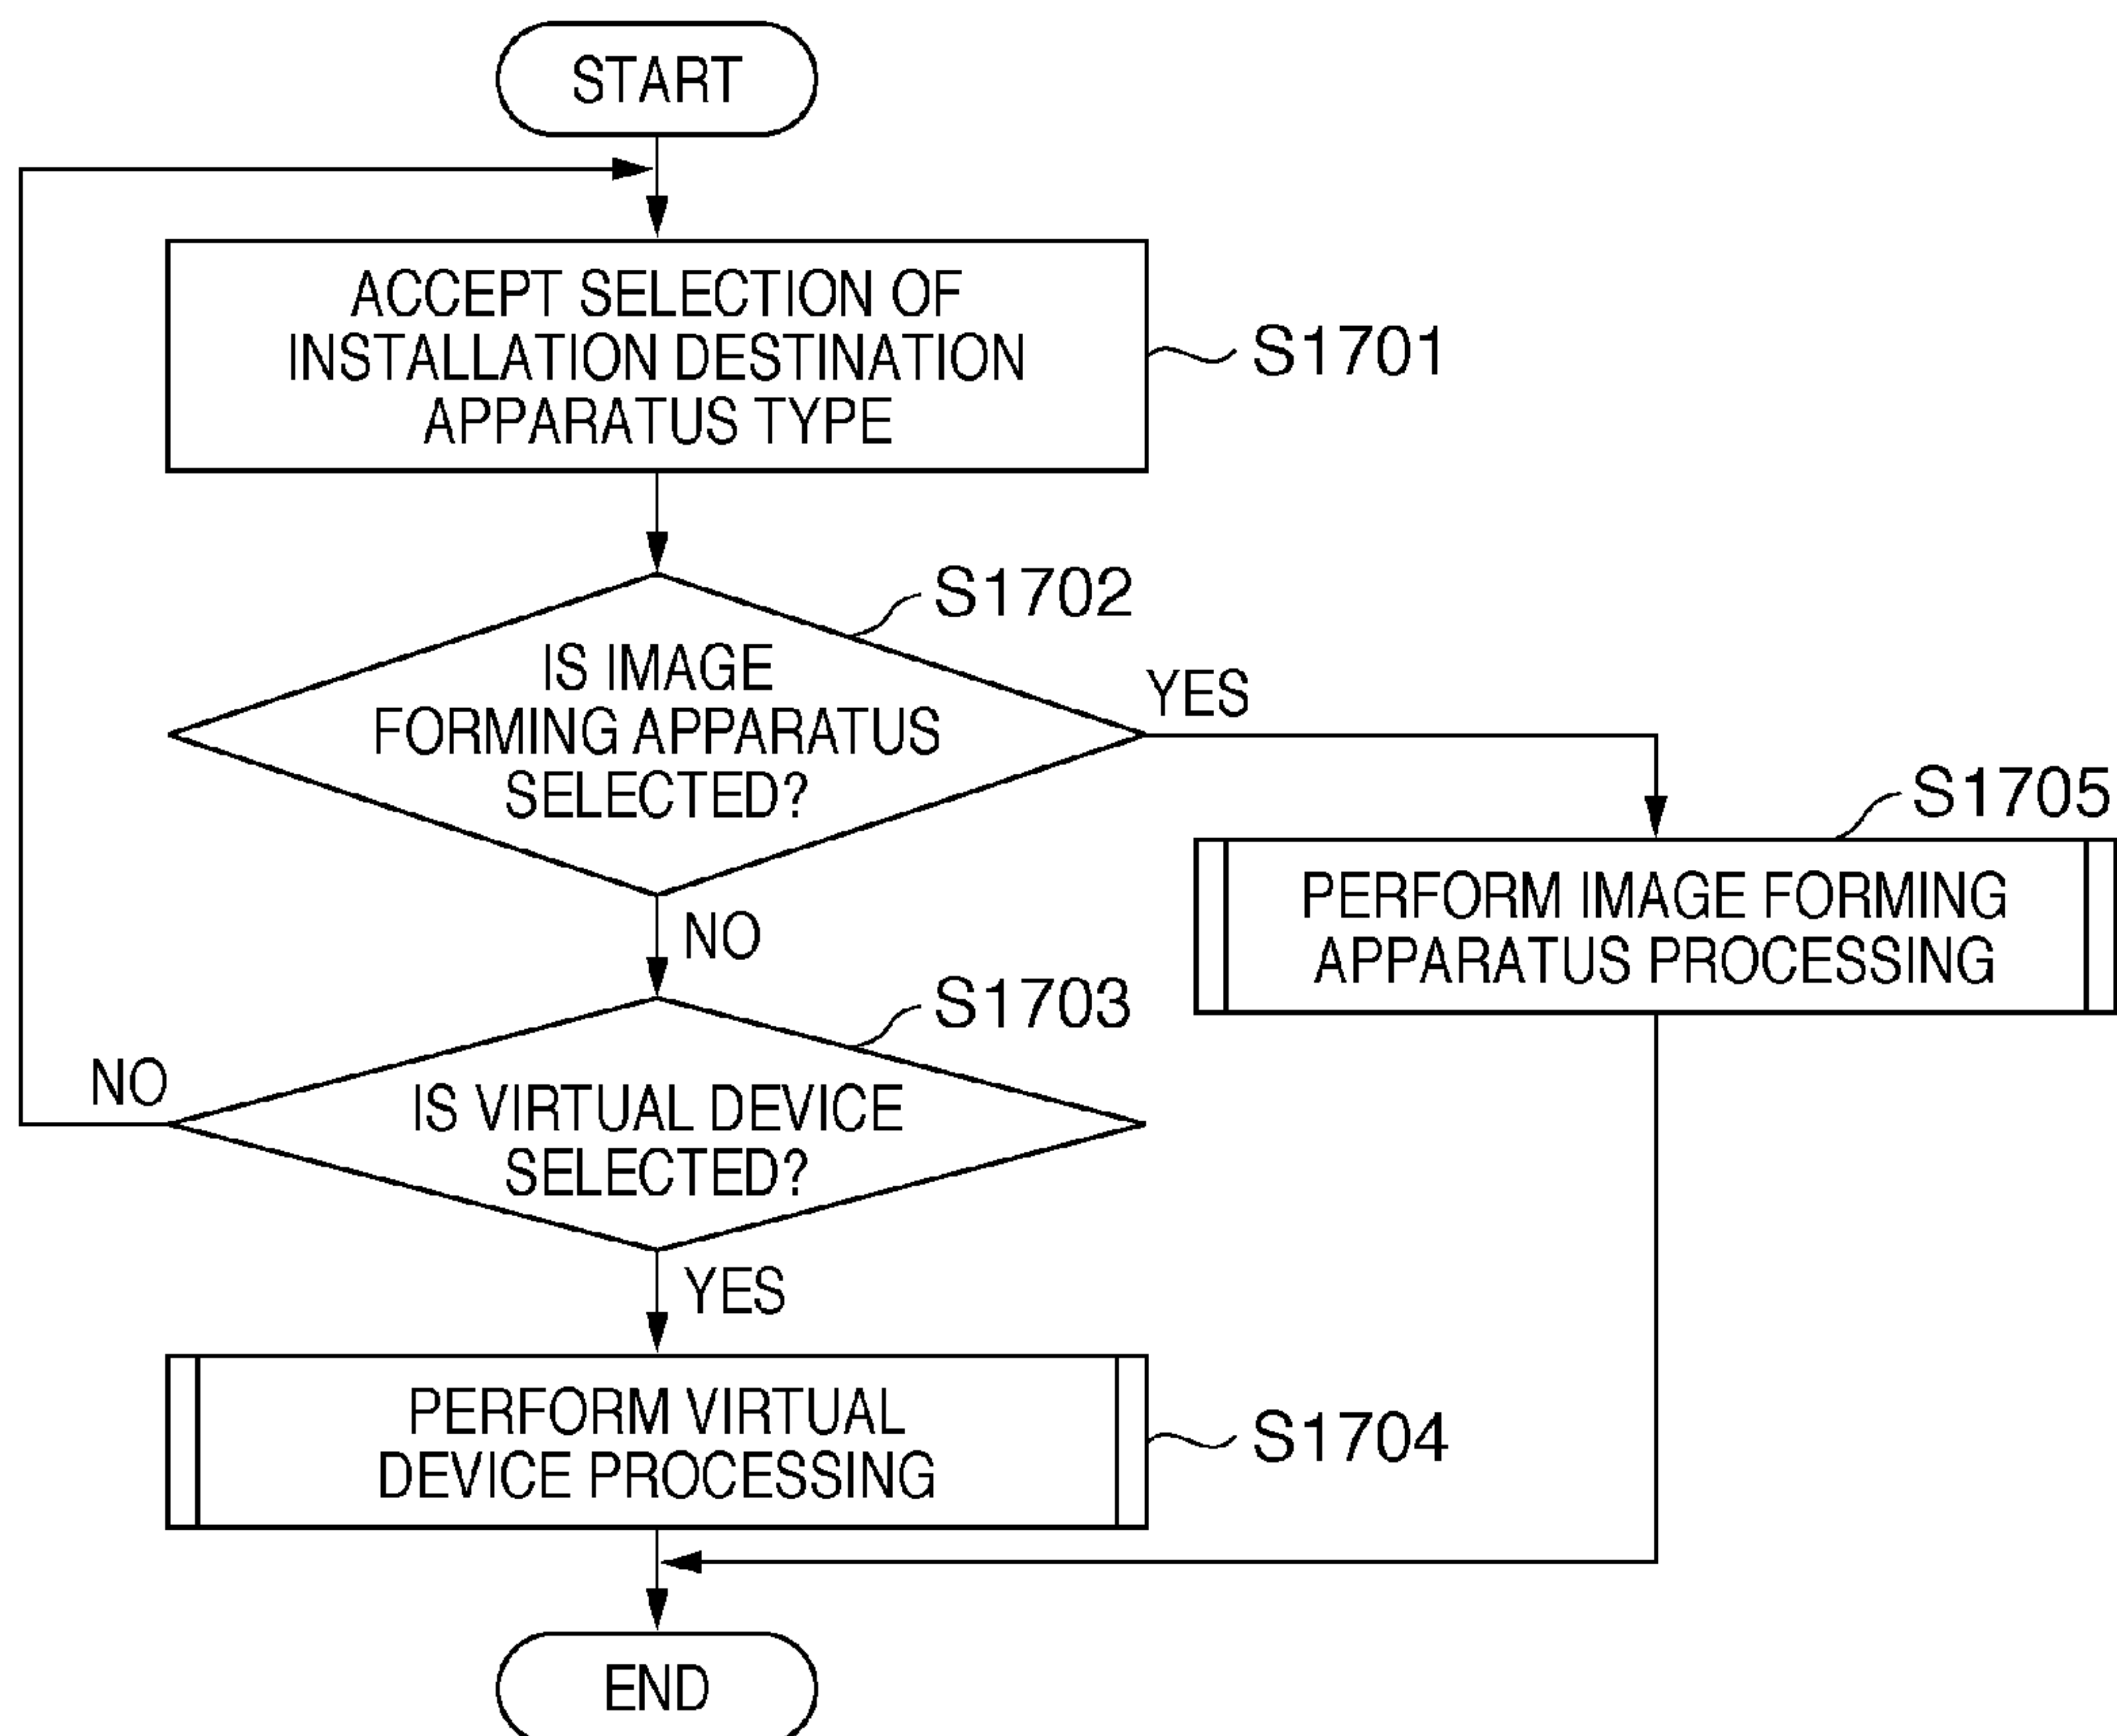 START
ACCEPT SELECTION OF
INSTALLATION DESTINATION
APPARATUS TYPE
S1701
S1702
IS IMAGE
FORMING APPARATUS
SELECTED?
YES
NO
S1705
PERFORM IMAGE FORMING
APPARATUS PROCESSING
S1703
IS VIRTUAL DEVICE
SELECTED?
NO
YES
PERFORM VIRTUAL
DEVICE PROCESSING
S1704
END